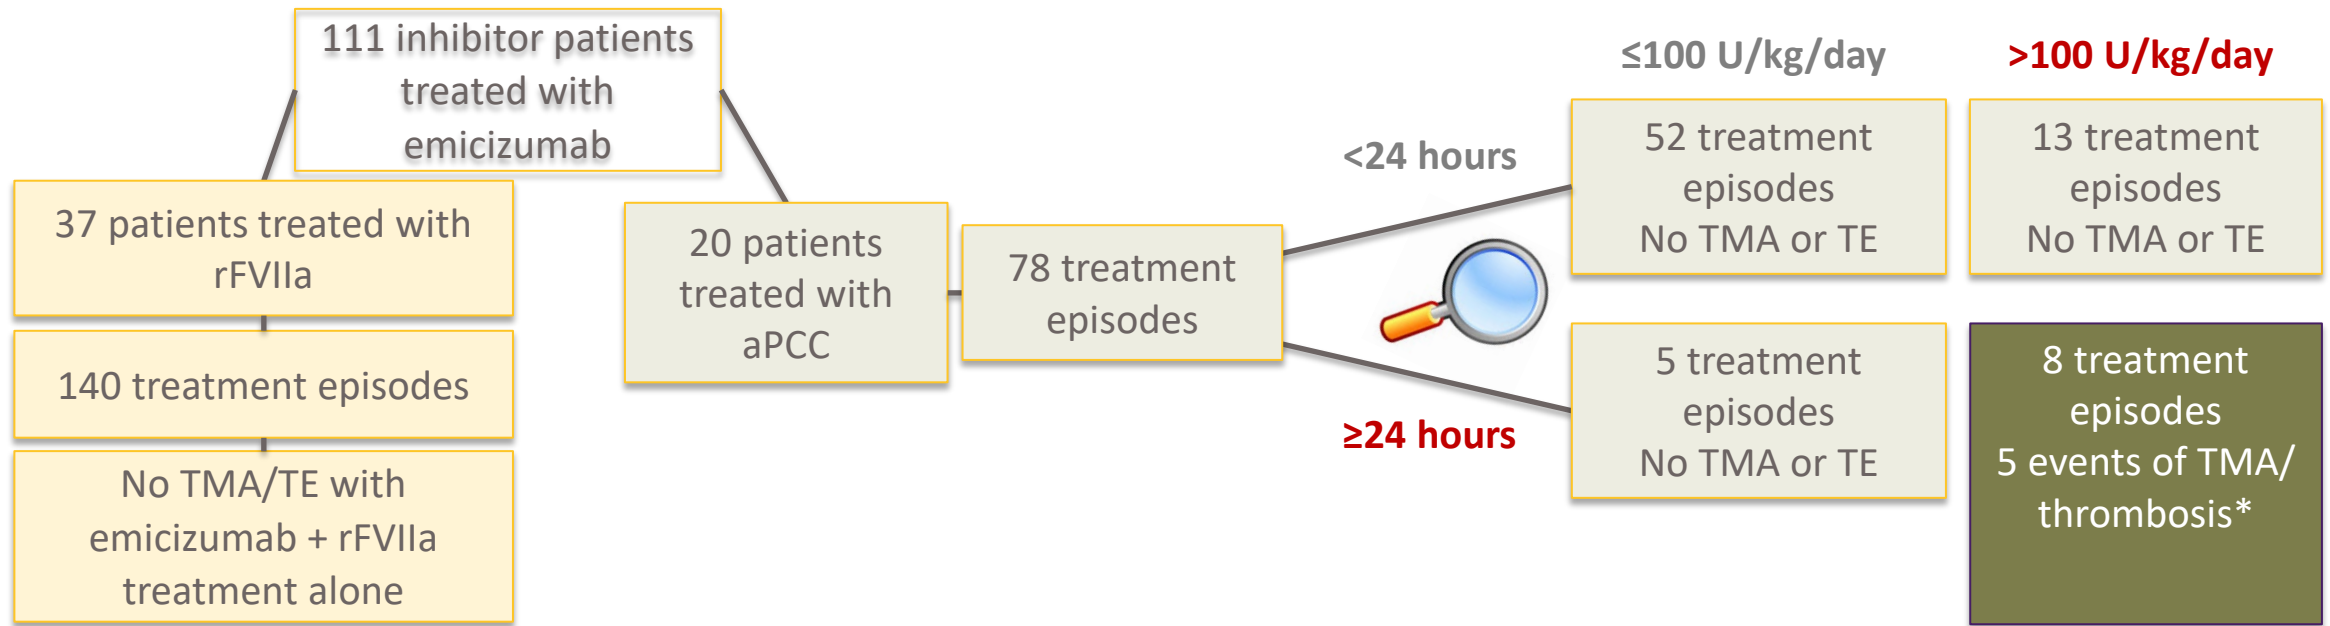 111 inhibitor patients
treated with
emicizumab
37 patients treated with
rFVIIa
140 treatment episodes
No TMA/TE with
emicizumab + rFVIIa
treatment alone
20 patients
treated with
aPCC
78 treatment
episodes
<24 hours
≥24 hours
≤100 U/kg/day
>100 U/kg/day
52 treatment
episodes
No TMA or TE
13 treatment
episodes
No TMA or TE
5 treatment
episodes
No TMA or TE
8 treatment
episodes
5 events of TMA/
thrombosis*